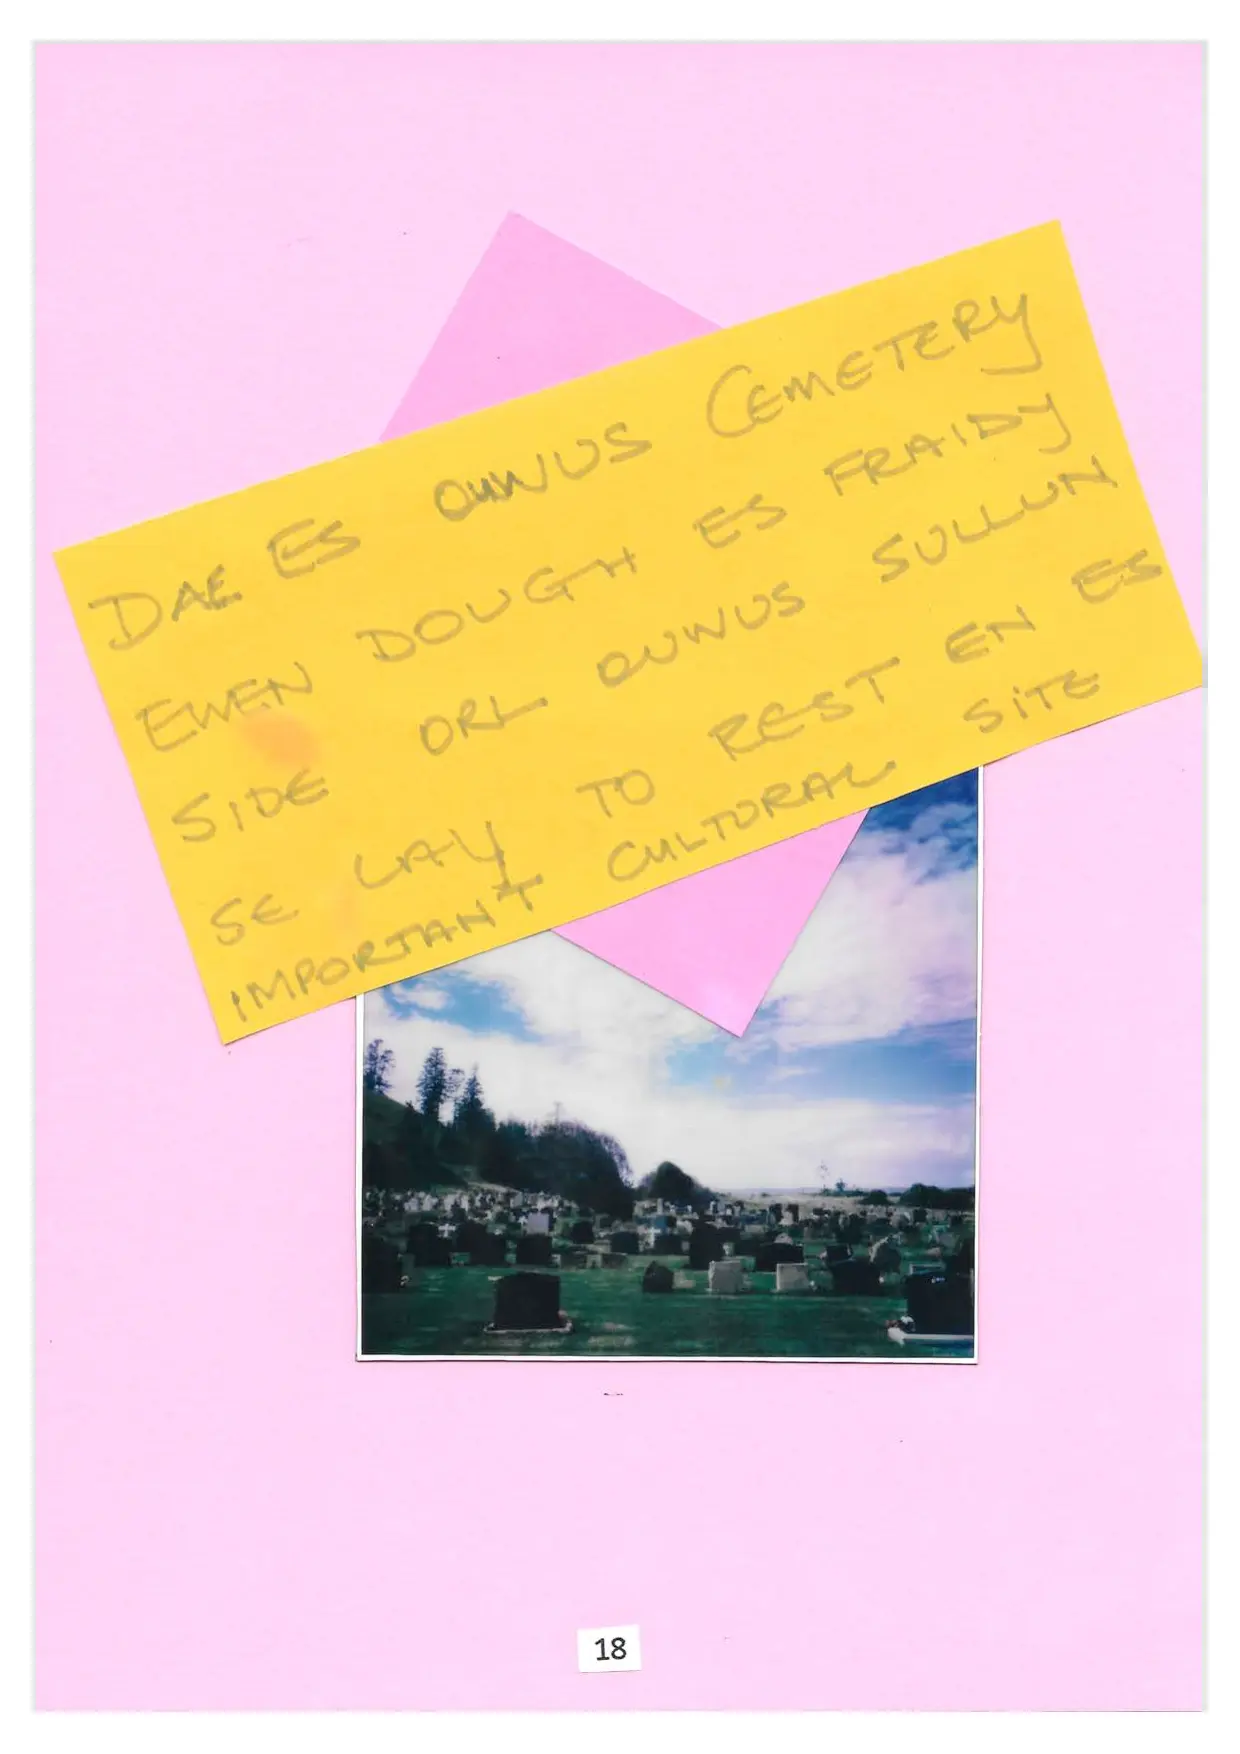 DAE ES OUWUS CEMETERY
EWEN DOUGH ES FRAIDY
SIDE ORL OUWUS SULLUN
SE LAY TO REST EN ES
IMPORTANT CULTORAL SITE
18